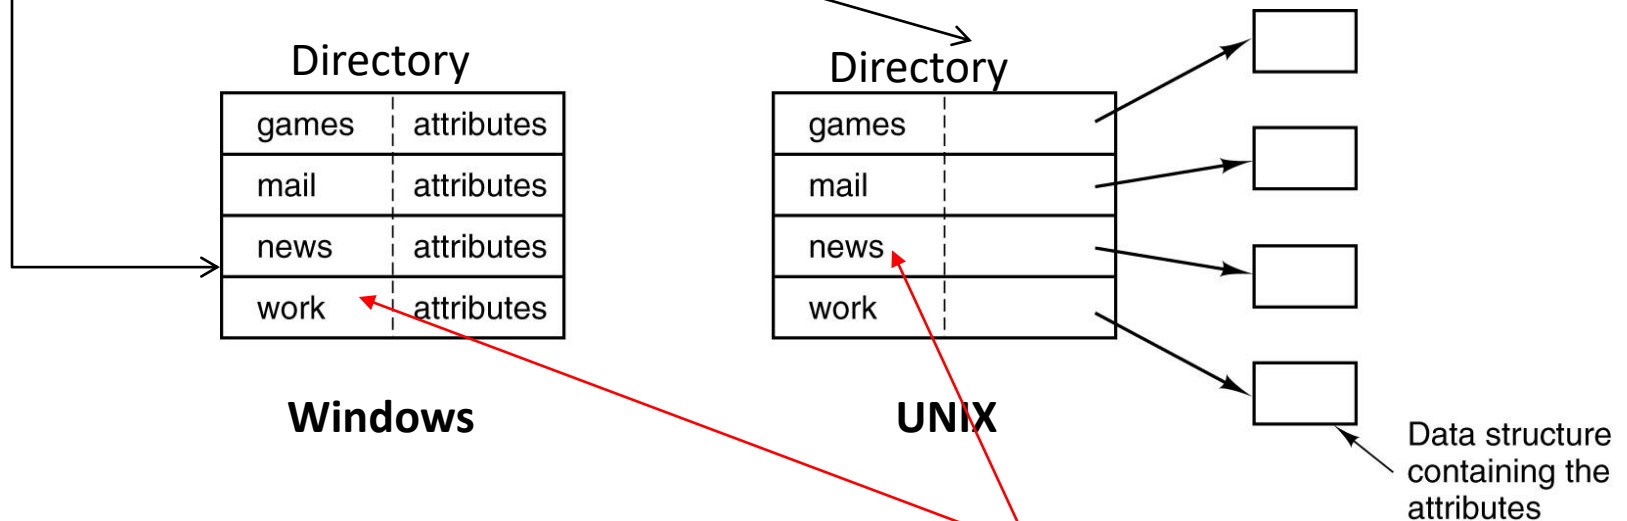 Directory
games attributes
mail attributes
news attributes
work attributes
Windows
Directory
games
mail
news
work
UNIX
Data structure
containing the
attributes